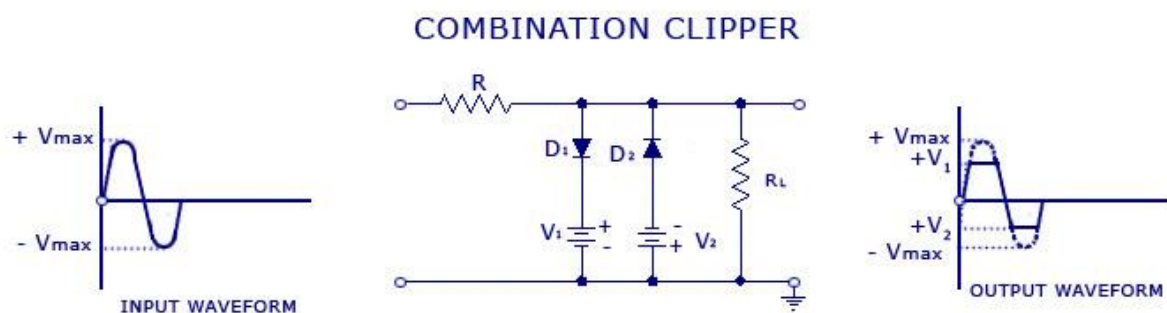 COMBINATION CLIPPER
+ Vmax
- Vmax
INPUT WAVEFORM
R
D1
D2
RL
V1
+
-
-
+
V2
+ Vmax
+V1
+V2
- Vmax
OUTPUT WAVEFORM